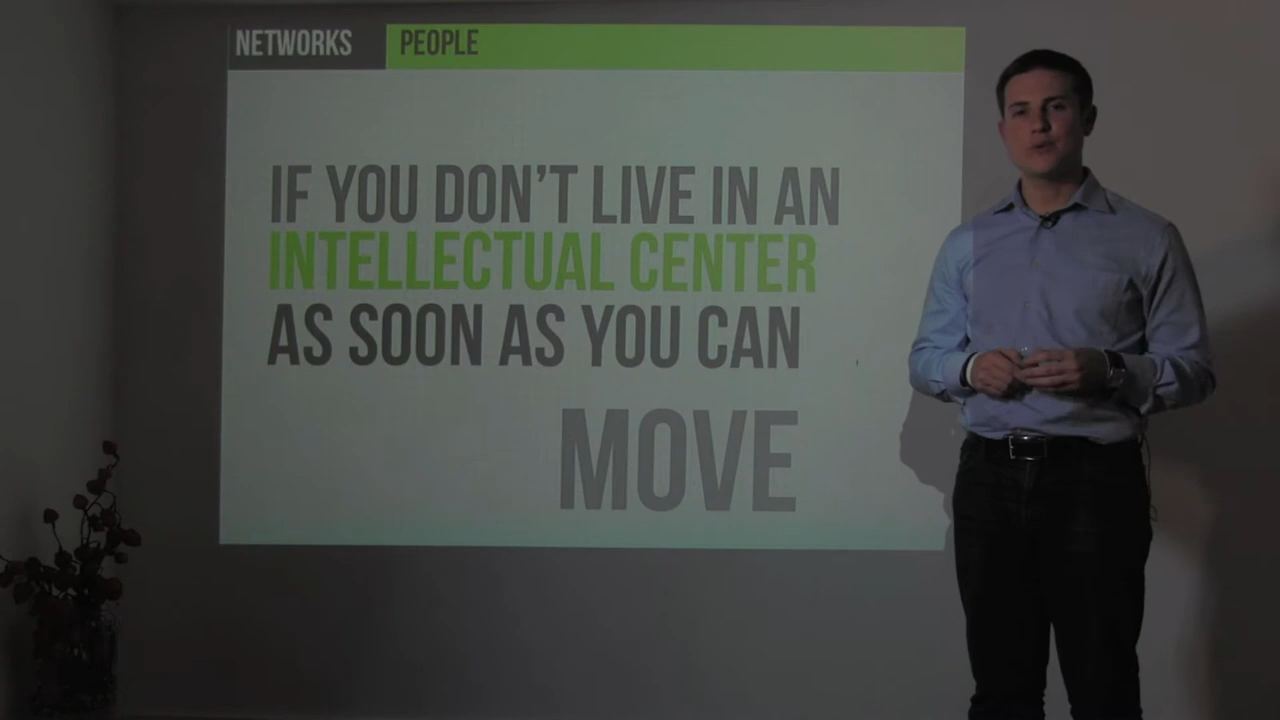 NETWORKS PEOPLE
IF YOU DON'T LIVE IN AN
INTELLECTUAL CENTER
AS SOON AS YOU CAN
MOVE